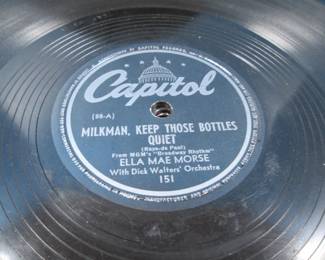 Capitol
(86-A)
MILKMAN, KEEP THOSE BOTTLES
QUIET
(Raye-de Paul)
From MGM's "Broadway Rhythm"
ELLA MAE MORSE
With Dick Walters' Orchestra
151